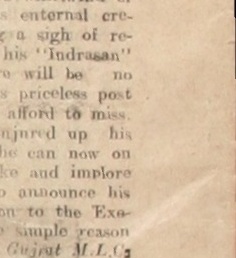 s enternal cre-
g a sigh of re-
his "Indrasan"
e will be no
s priceless post
afford to miss.
njured up his
he can now on
ke and implore
o announce his
on to the 'Exe-
e simple reason
Gujrat M.L.C;